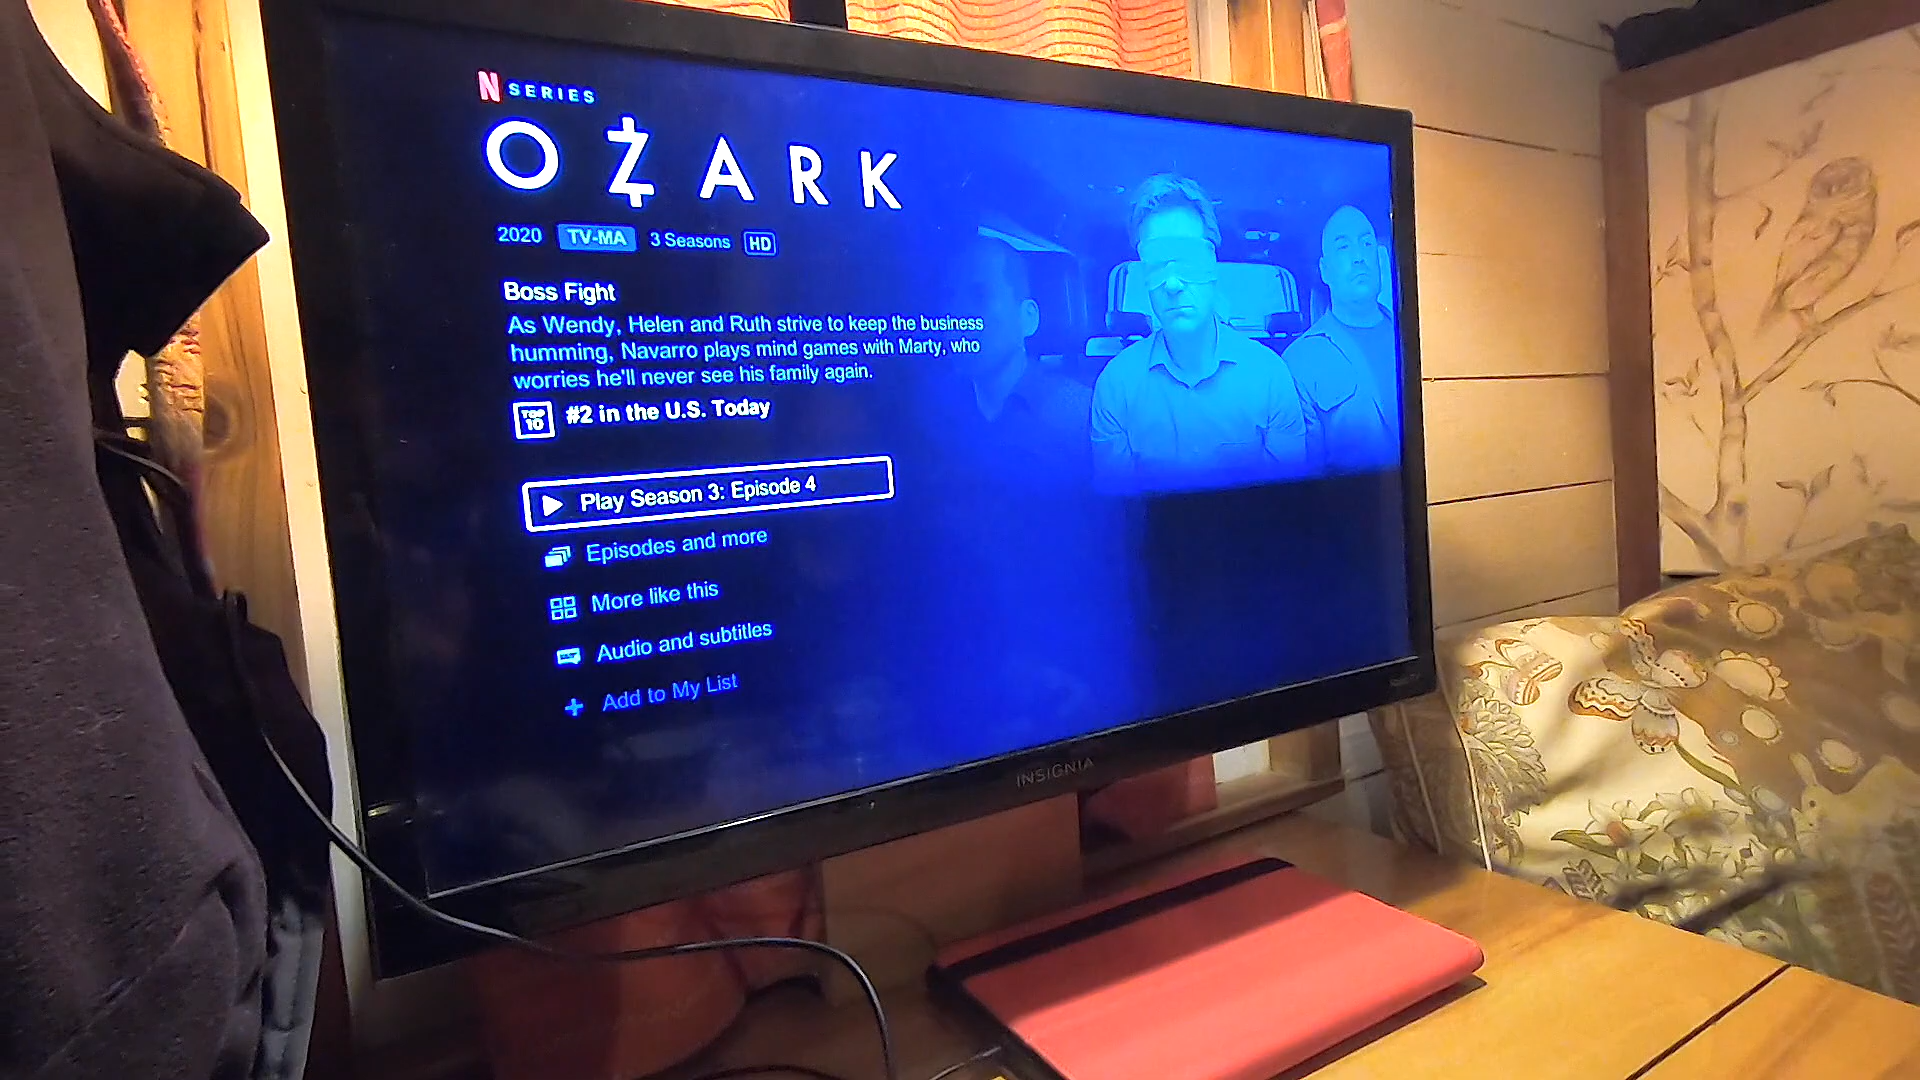 N SERIES
OZARK
2020 TV-MA 3 Seasons HD
Boss Fight
As Wendy, Helen and Ruth strive to keep the business
humming, Navarro plays mind games with Marty, who
worries he'll never see his family again.
TOP 10 #2 in the U.S. Today
Play Season 3: Episode 4
Episodes and more
More like this
Audio and subtitles
Add to My List
INSIGNIA